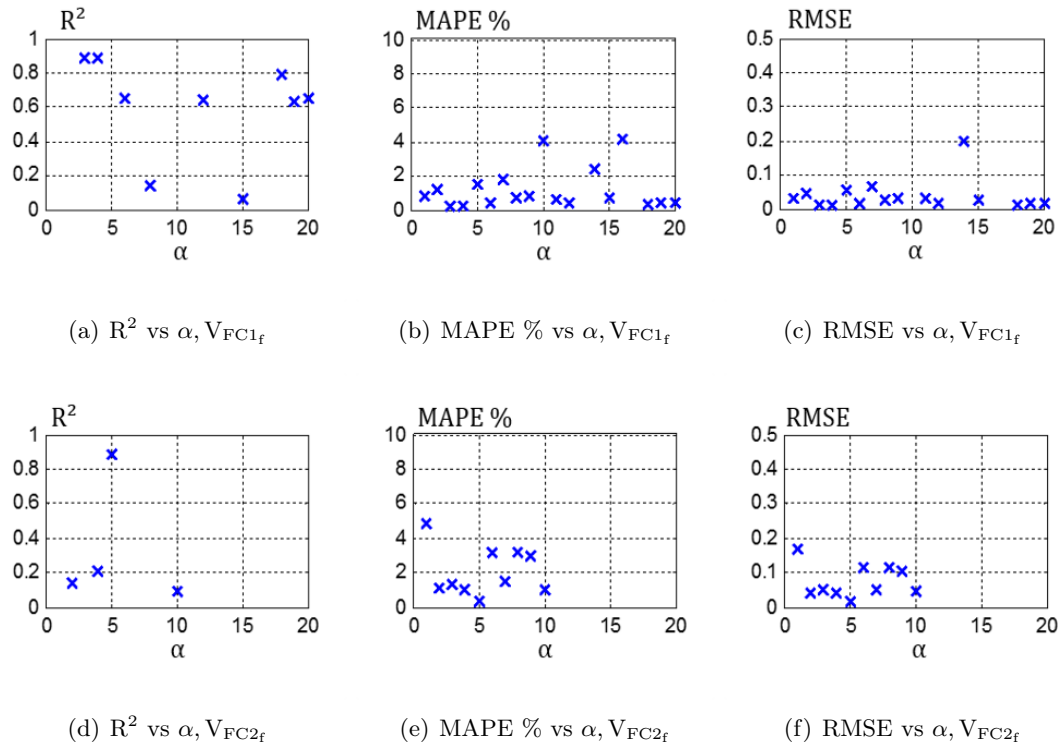 R² MAPE % RMSE
1 10 0.5
0.8 8 0.4
0.6 6 0.3
0.4 4 0.2
0.2 2 0.1
0 0 0
0 5 10 15 20 0 5 10 15 20 0 5 10 15 20
α α α
(a) R² vs α, V_FC1_f (b) MAPE % vs α, V_FC1_f (c) RMSE vs α, V_FC1_f
R² MAPE % RMSE
1 10 0.5
0.8 8 0.4
0.6 6 0.3
0.4 4 0.2
0.2 2 0.1
0 0 0
0 5 10 15 20 0 5 10 15 20 0 5 10 15 20
α α α
(d) R² vs α, V_FC2_f (e) MAPE % vs α, V_FC2_f (f) RMSE vs α, V_FC2_f